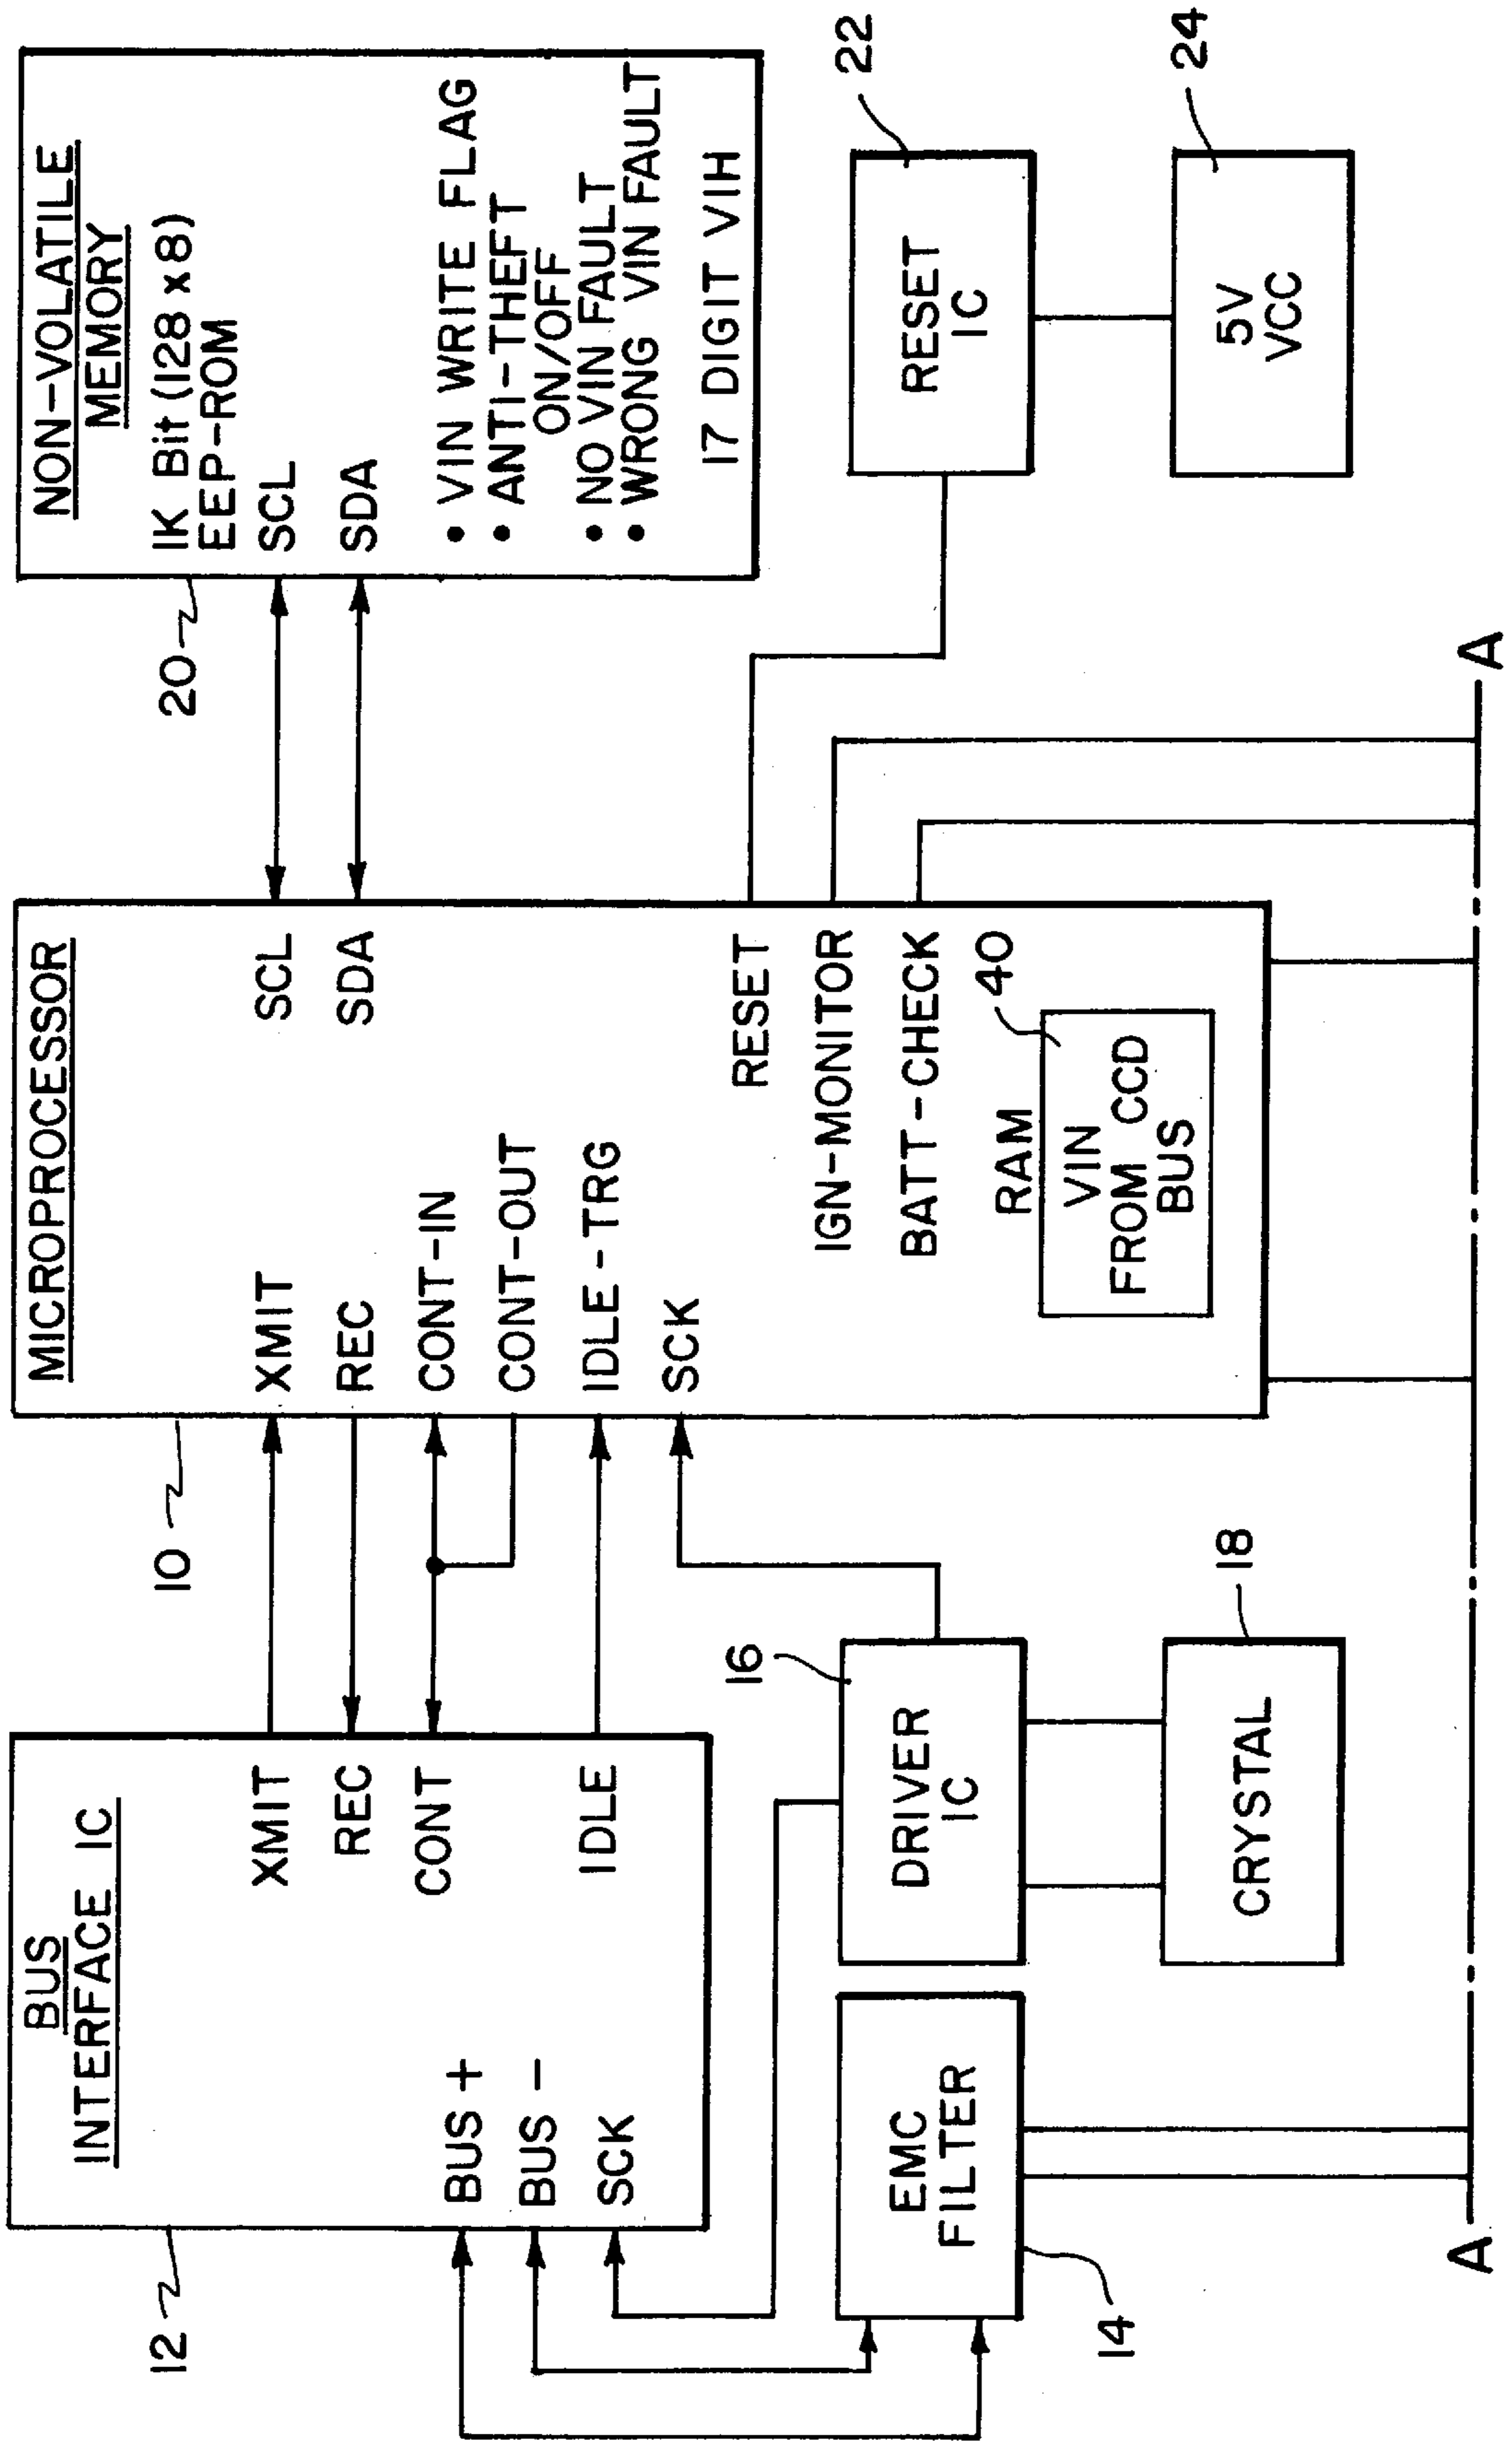 BUS
INTERFACE IC
12
XMIT
REC
CONT
IDLE
BUS +
BUS -
SCK
MICROPROCESSOR
10
XMIT
REC
CONT-IN
CONT-OUT
IDLE-TRG
SCK
SCL
SDA
RESET
IGN-MONITOR
BATT-CHECK
RAM
40
VIN
FROM CCD
BUS
NON-VOLATILE
MEMORY
20
1K Bit (128 x 8)
EEP-ROM
SCL
SDA
• VIN WRITE FLAG
• ANTI-THEFT
ON/OFF
• NO VIN FAULT
• WRONG VIN FAULT
17 DIGIT VIH
EMC
FILTER
14
DRIVER
IC
16
CRYSTAL
18
RESET
IC
22
5V
VCC
24
A
A